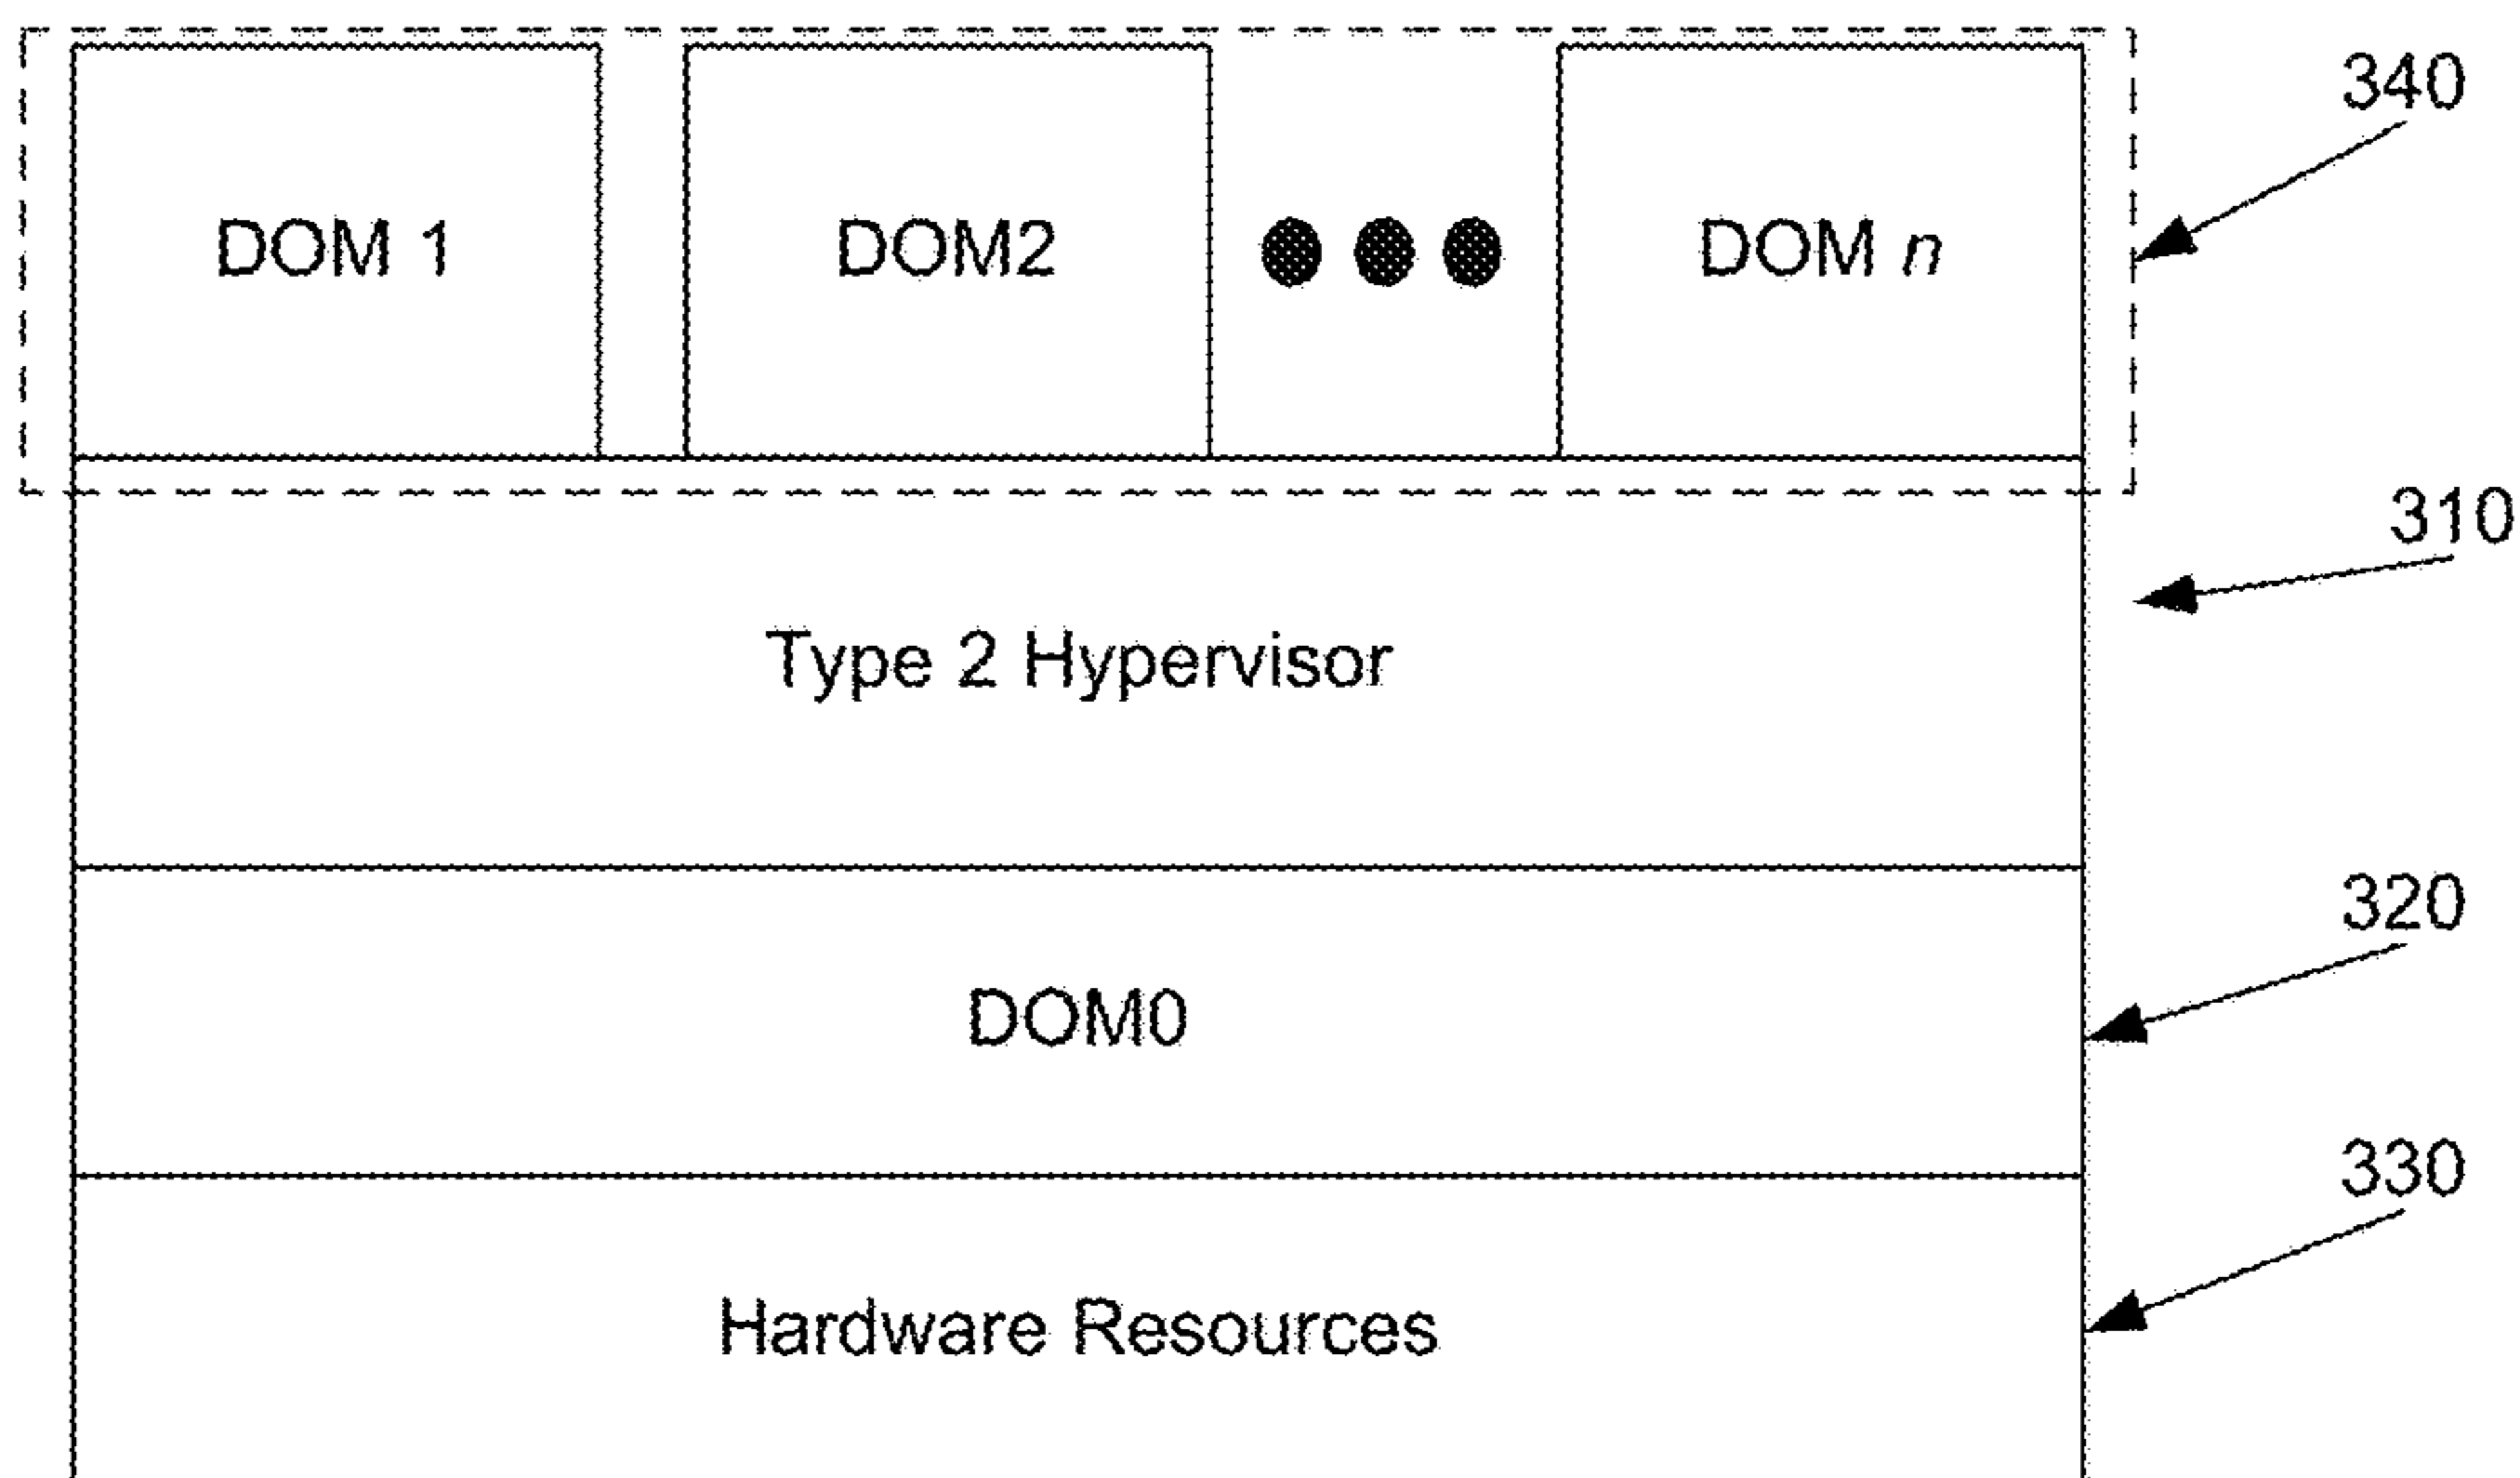 340
DOM 1
DOM2
DOM n
310
Type 2 Hypervisor
320
DOM0
330
Hardware Resources